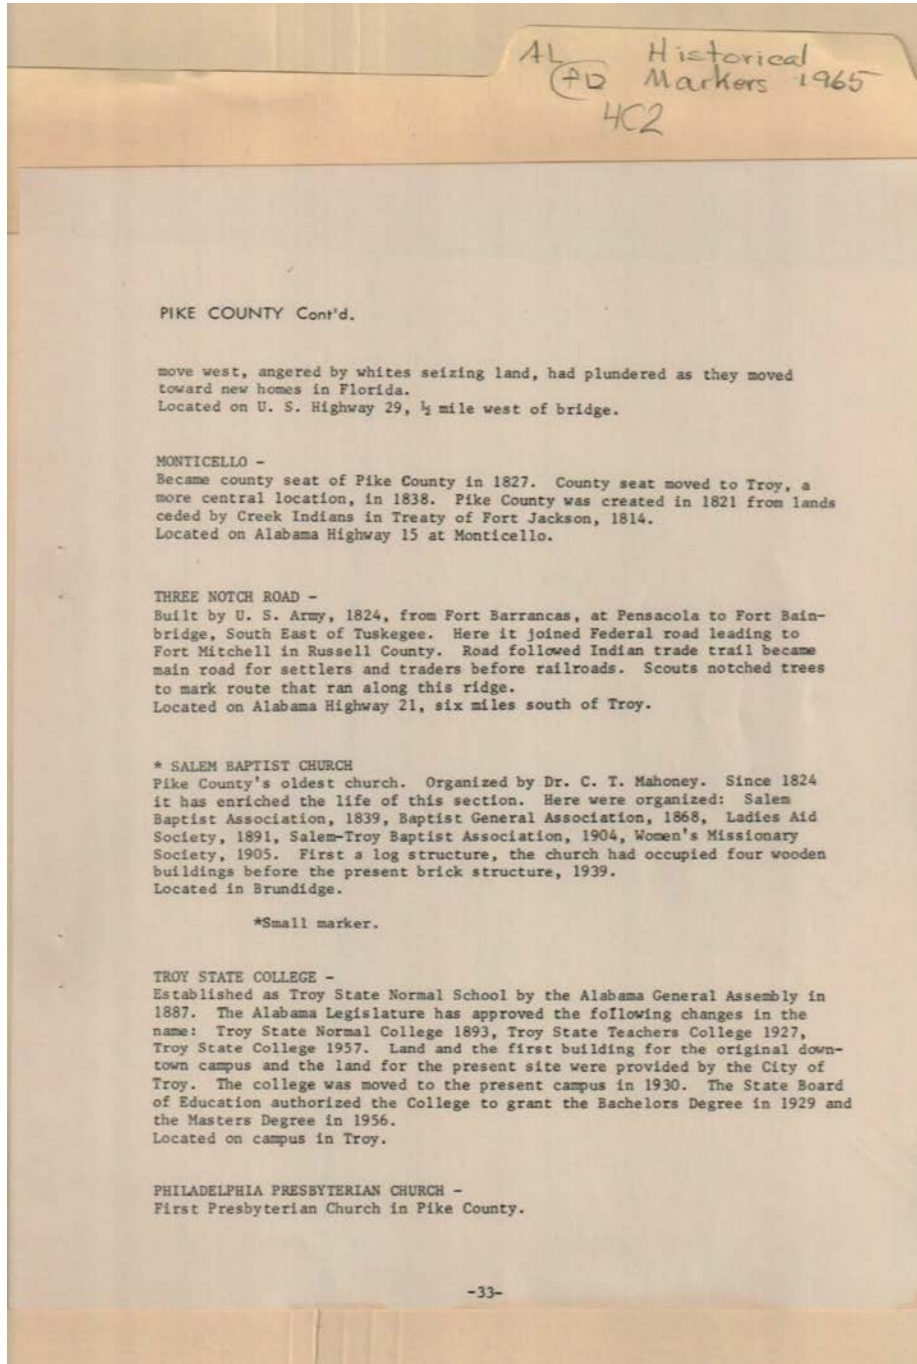 AL Historical
Markers 1965
4C2
PIKE COUNTY Cont'd.
move west, angered by whites seizing land, had plundered as they moved
toward new homes in Florida.
Located on U. S. Highway 29, ½ mile west of bridge.
MONTICELLO -
Became county seat of Pike County in 1827. County seat moved to Troy, a
more central location, in 1838. Pike County was created in 1821 from lands
ceded by Creek Indians in Treaty of Fort Jackson, 1814.
Located on Alabama Highway 15 at Monticello.
THREE NOTCH ROAD -
Built by U. S. Army, 1824, from Fort Barrancas, at Pensacola to Fort Bain-
bridge, South East of Tuskegee. Here it joined Federal road leading to
Fort Mitchell in Russell County. Road followed Indian trade trail became
main road for settlers and traders before railroads. Scouts notched trees
to mark route that ran along this ridge.
Located on Alabama Highway 21, six miles south of Troy.
* SALEM BAPTIST CHURCH
Pike County's oldest church. Organized by Dr. C. T. Mahoney. Since 1824
it has enriched the life of this section. Here were organized: Salem
Baptist Association, 1839, Baptist General Association, 1868, Ladies Aid
Society, 1891, Salem-Troy Baptist Association, 1904, Women's Missionary
Society, 1905. First a log structure, the church had occupied four wooden
buildings before the present brick structure, 1939.
Located in Brundidge.
*Small marker.
TROY STATE COLLEGE -
Established as Troy State Normal School by the Alabama General Assembly in
1887. The Alabama Legislature has approved the following changes in the
name: Troy State Normal College 1893, Troy State Teachers College 1927,
Troy State College 1957. Land and the first building for the original down-
town campus and the land for the present site were provided by the City of
Troy. The college was moved to the present campus in 1930. The State Board
of Education authorized the College to grant the Bachelors Degree in 1929 and
the Masters Degree in 1956.
Located on campus in Troy.
PHILADELPHIA PRESBYTERIAN CHURCH -
First Presbyterian Church in Pike County.
-33-